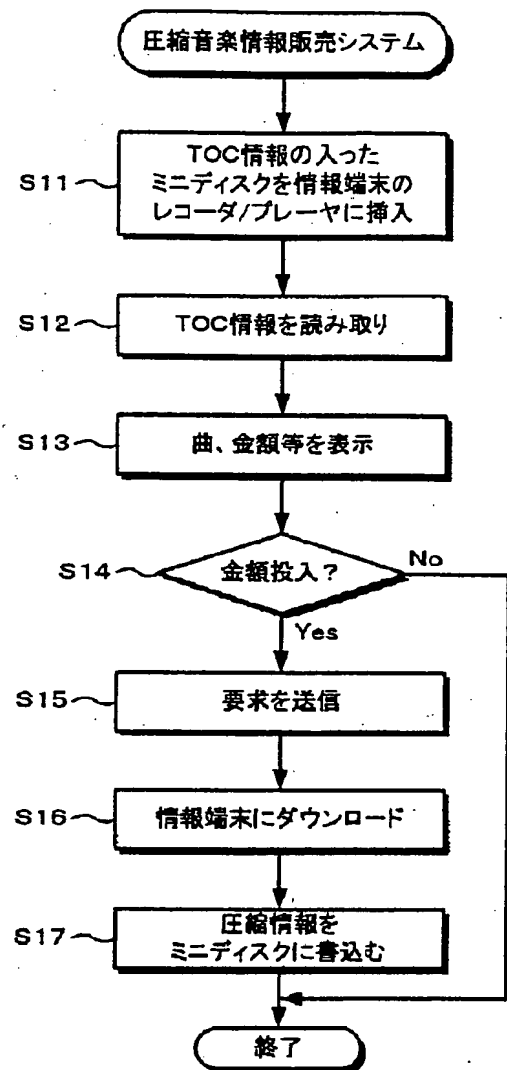 圧縮音楽情報販売システム
S11
TOC情報の入った
ミニディスクを情報端末の
レコーダ/プレーヤに挿入
S12
TOC情報を読み取り
S13
曲、金額等を表示
S14
金額投入?
No
Yes
S15
要求を送信
S16
情報端末にダウンロード
S17
圧縮情報を
ミニディスクに書込む
終了